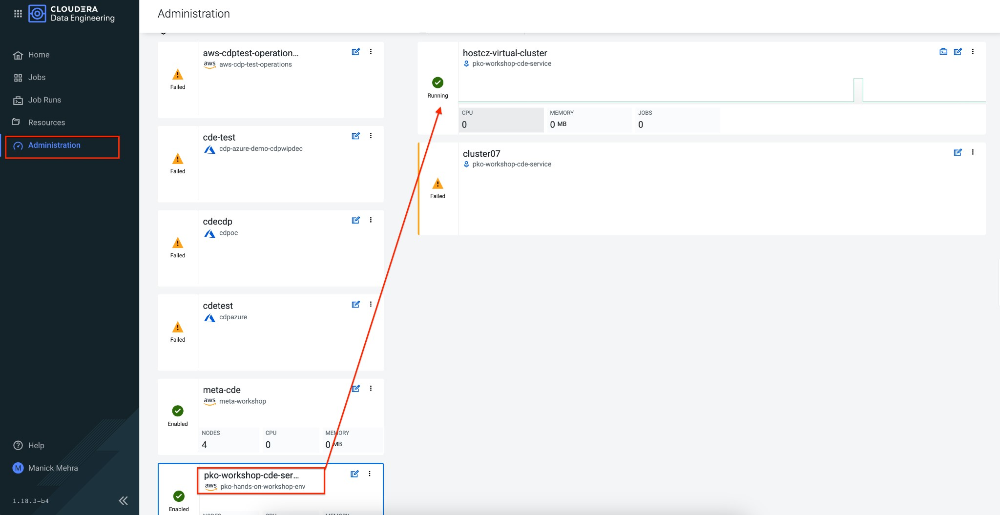 CLOUDERA
Data Engineering
Home
Jobs
Job Runs
Resources
Administration
Help
M
Manick Mehra
1.18.3-b4
Administration
aws-cdptest-operation...
aws
aws-cdp-test-operations
Failed
cde-test
cdp-azure-demo-cdpwipdec
Failed
cdecdp
cdpoc
Failed
cdetest
cdpazure
Failed
meta-cde
aws
meta-workshop
Enabled
NODES
4
CPU
0
MEMORY
0 MB
pko-workshop-cde-ser...
aws
pko-hands-on-workshop-env
Enabled
NODES
CPU
MEMORY
hostcz-virtual-cluster
pko-workshop-cde-service
Running
CPU
0
MEMORY
0 MB
JOBS
0
cluster07
pko-workshop-cde-service
Failed